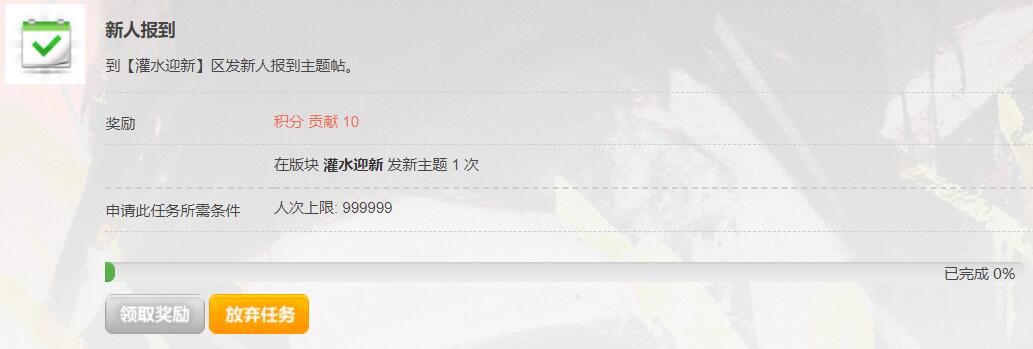 新人报到
到【灌水迎新】区发新人报到主题帖。
奖励 积分 贡献 10
在版块 灌水迎新 发新主题 1 次
申请此任务所需条件 人次上限: 999999
已完成 0%
领取奖励 放弃任务